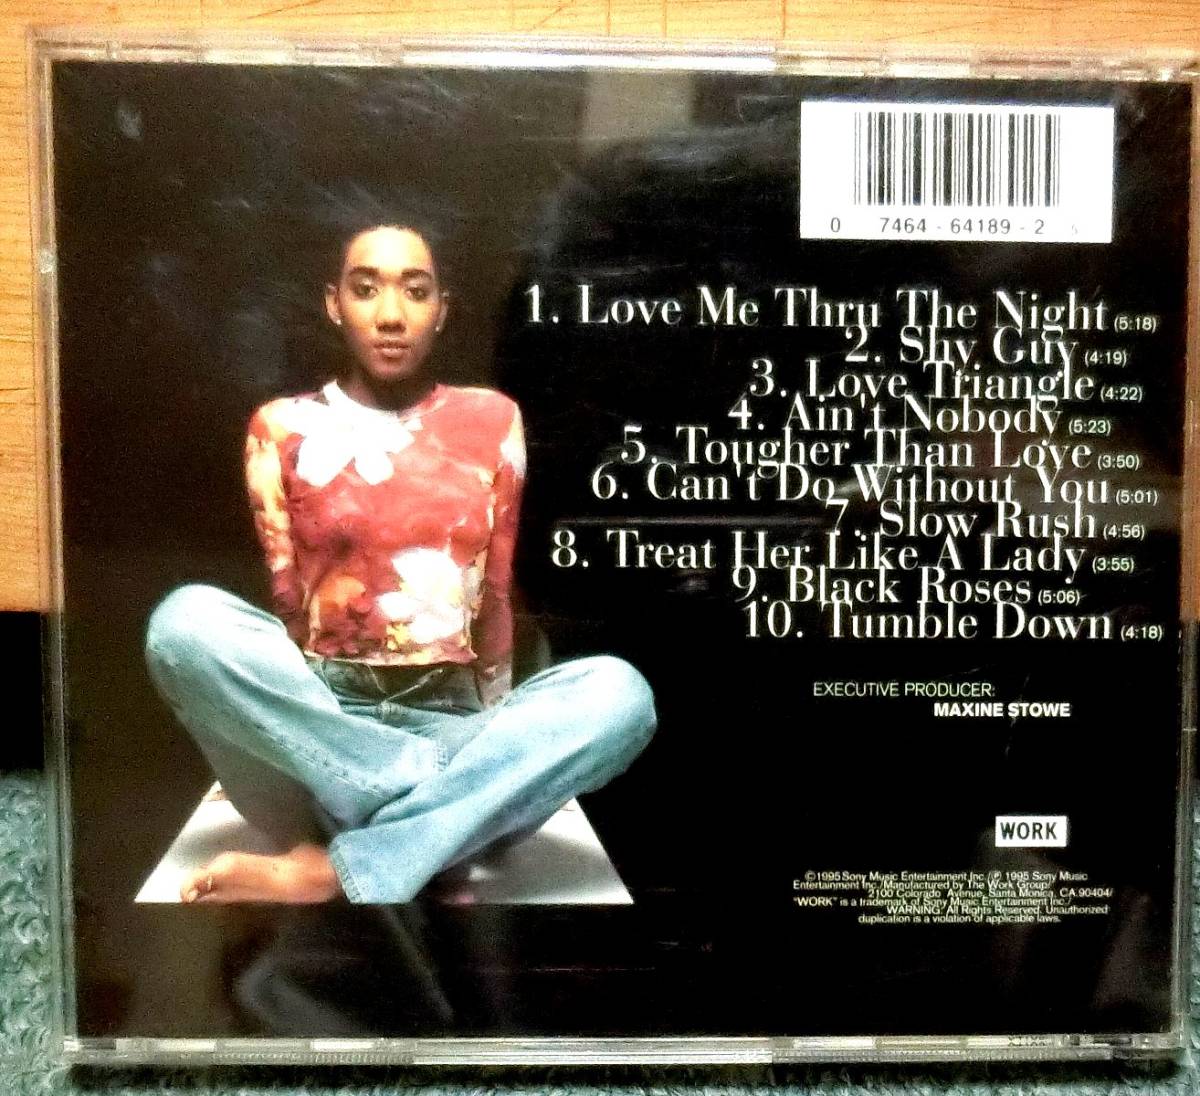 0 7464 - 64189 - 2 5
1. Love Me Thru The Night (5:18)
2. Shy Guy (4:19)
3. Love Triangle (4:22)
4. Ain't Nobody (5:23)
5. Tougher Than Love (3:50)
6. Can't Do Without You (5:01)
7. Slow Rush (4:56)
8. Treat Her Like A Lady (3:55)
9. Black Roses (5:06)
10. Tumble Down (4:18)
EXECUTIVE PRODUCER:
MAXINE STOWE
WORK
©1995 Sony Music Entertainment Inc./℗ 1995 Sony Music
Entertainment Inc./Manufactured by The Work Group/
2100 Colorado Avenue, Santa Monica, CA 90404/
"WORK" is a trademark of Sony Music Entertainment Inc./
WARNING: All Rights Reserved. Unauthorized
duplication is a violation of applicable laws.